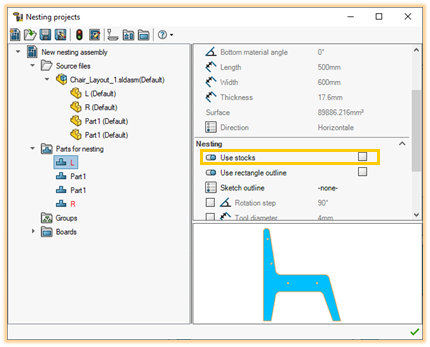 Nesting projects
New nesting assembly
Source files
Chair_Layout_1.sldasm(Default)
L (Default)
R (Default)
Part1 (Default)
Part1 (Default)
Parts for nesting
L
Part1
Part1
R
Groups
Boards
Bottom material angle 0°
Length 500mm
Width 600mm
Thickness 17.6mm
Surface 89886.216mm²
Direction Horizontale
Nesting
Use stocks
Use rectangle outline
Sketch outline -none-
Rotation step 90°
Tool diameter 4mm